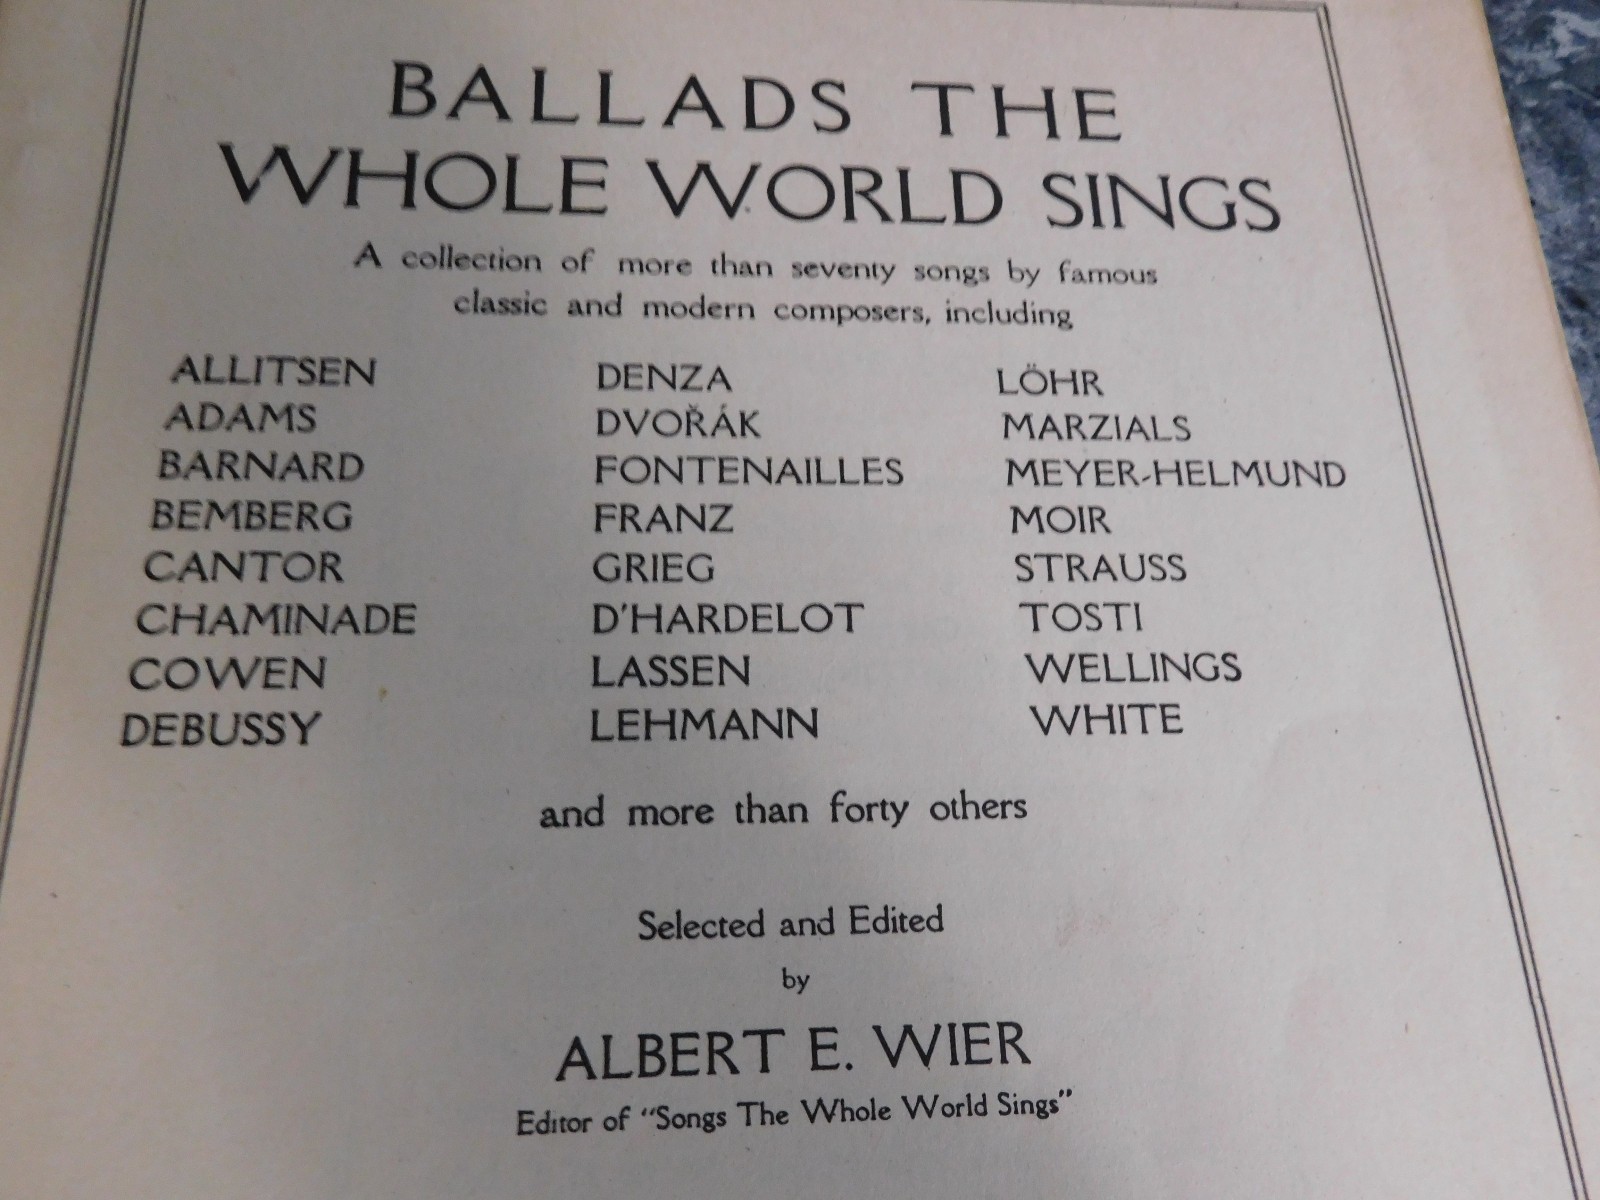 BALLADS THE
WHOLE WORLD SINGS
A collection of more than seventy songs by famous
classic and modern composers, including
ALLITSEN
ADAMS
BARNARD
BEMBERG
CANTOR
CHAMINADE
COWEN
DEBUSSY
DENZA
DVOŘÁK
FONTENAILLES
FRANZ
GRIEG
D'HARDELOT
LASSEN
LEHMANN
LÖHR
MARZIALS
MEYER-HELMUND
MOIR
STRAUSS
TOSTI
WELLINGS
WHITE
and more than forty others
Selected and Edited
by
ALBERT E. WIER
Editor of "Songs The Whole World Sings"